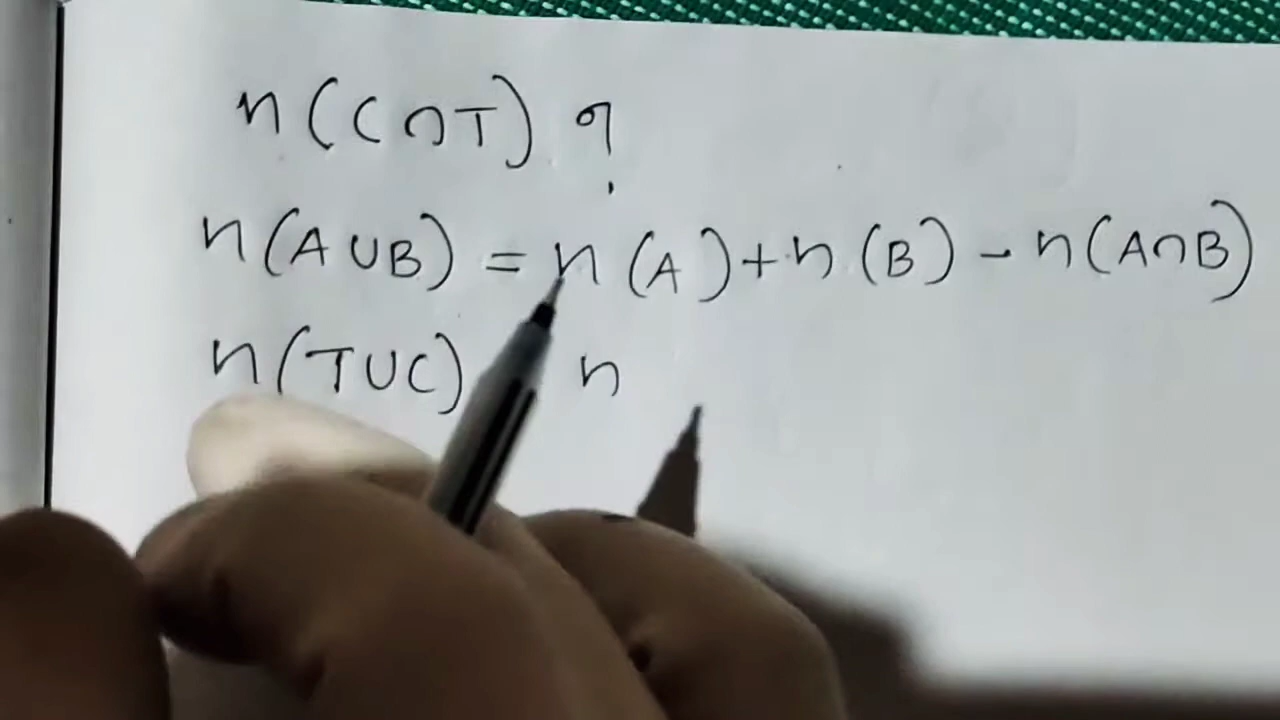 n(C∩T) ?
n(A∪B) = n(A)+n(B) - n(A∩B)
n(T∪C) n